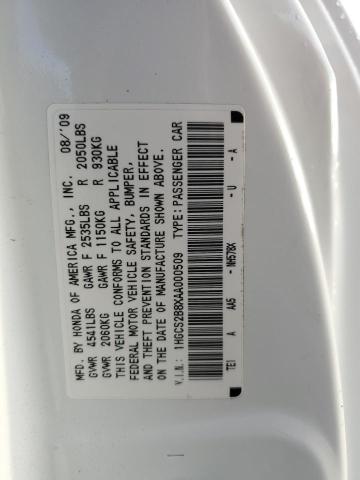 MFD. BY HONDA OF AMERICA MFG., INC. 08/'09
GVWR 4541LBS GAWR F 2535LBS R 2050LBS
GVWR 2060KG GAWR F 1150KG R 930KG
THIS VEHICLE CONFORMS TO ALL APPLICABLE
FEDERAL MOTOR VEHICLE SAFETY, BUMPER,
AND THEFT PREVENTION STANDARDS IN EFFECT
ON THE DATE OF MANUFACTURE SHOWN ABOVE.
V.I.N.: 1HGCS2B8XAA000509 TYPE: PASSENGER CAR
TE1 A AA5 - NH578X - U - A